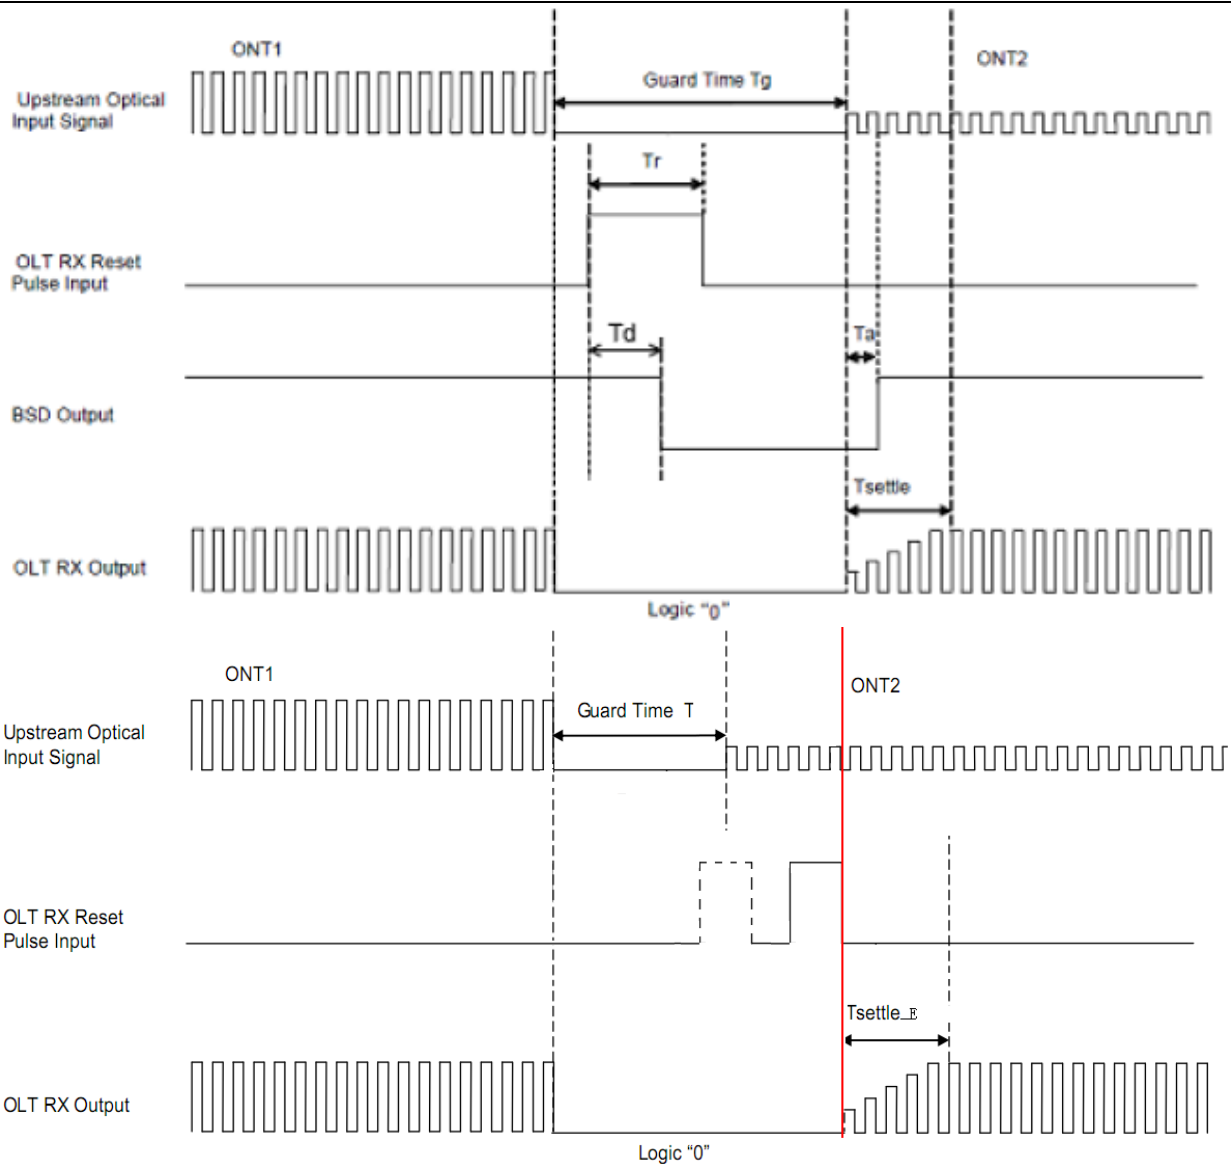 ONT1
ONT2
Guard Time Tg
Upstream Optical
Input Signal
Tr
OLT RX Reset
Pulse Input
Td
Ta
BSD Output
Tsettle
OLT RX Output
Logic “0”
ONT1
ONT2
Guard Time T
Upstream Optical
Input Signal
OLT RX Reset
Pulse Input
Tsettle_E
OLT RX Output
Logic “0”